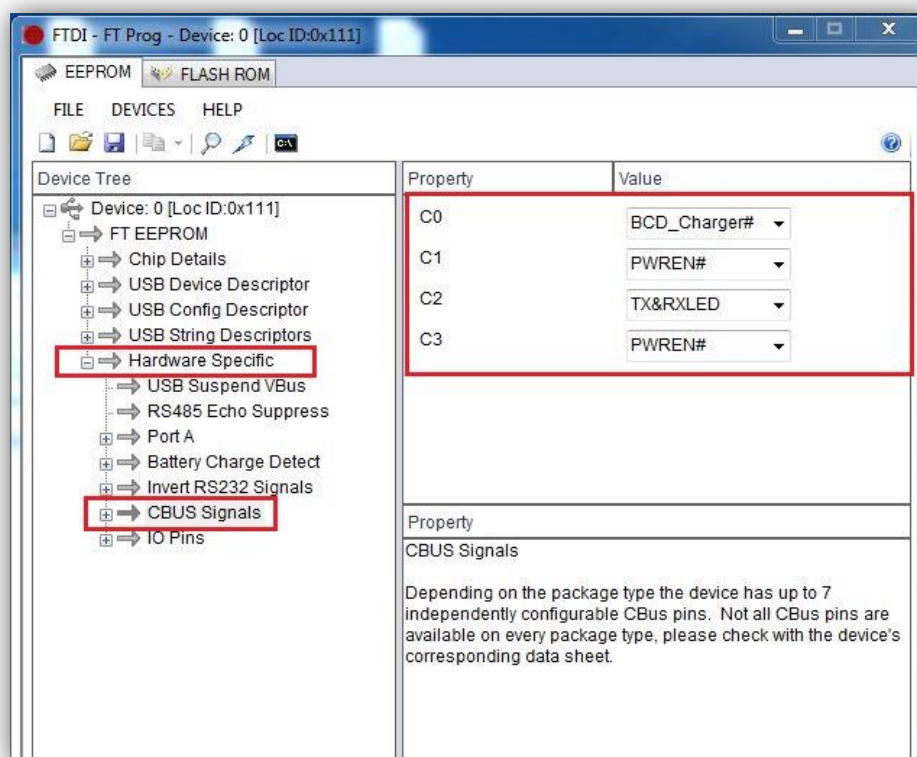 FTDI - FT Prog - Device: 0 [Loc ID:0x111]
EEPROM FLASH ROM
FILE DEVICES HELP
C:\
Device Tree
Device: 0 [Loc ID:0x111]
FT EEPROM
Chip Details
USB Device Descriptor
USB Config Descriptor
USB String Descriptors
Hardware Specific
USB Suspend VBus
RS485 Echo Suppress
Port A
Battery Charge Detect
Invert RS232 Signals
CBUS Signals
IO Pins
Property Value
C0 BCD_Charger#
C1 PWREN#
C2 TX&RXLED
C3 PWREN#
Property
CBUS Signals
Depending on the package type the device has up to 7
independently configurable CBus pins. Not all CBus pins are
available on every package type, please check with the device's
corresponding data sheet.